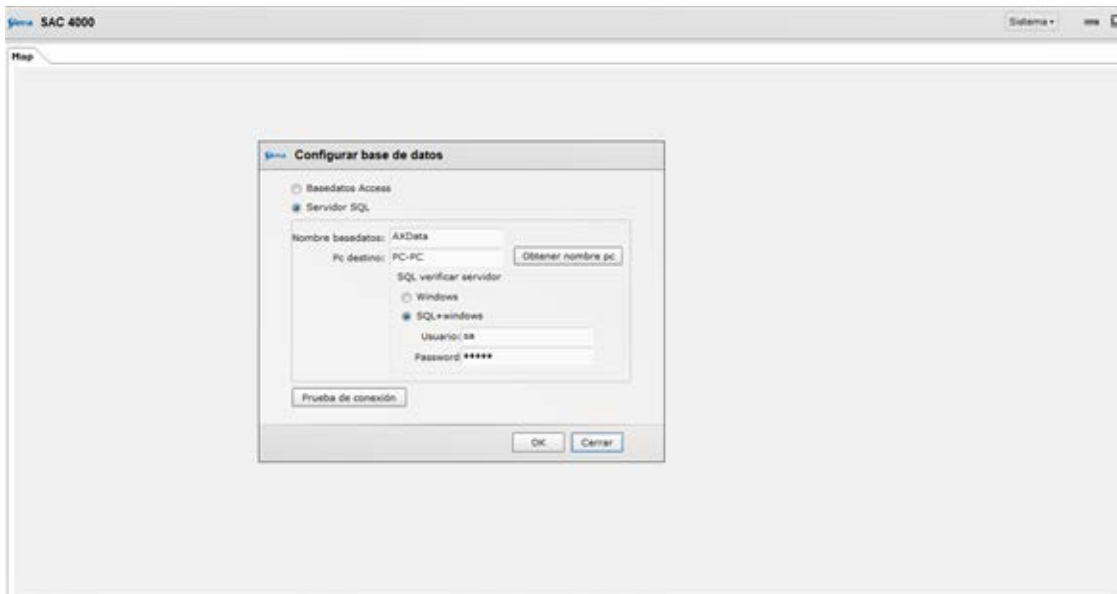 SAC 4000
Sistema
Map
Configurar base de datos
Basedatos Access
Servidor SQL
Nombre basedatos: AXData
Pc destino: PC-PC
Obtener nombre pc
SQL verificar servidor
Windows
SQL+windows
Usuario: sa
Password *****
Prueba de conexión
OK
Cerrar